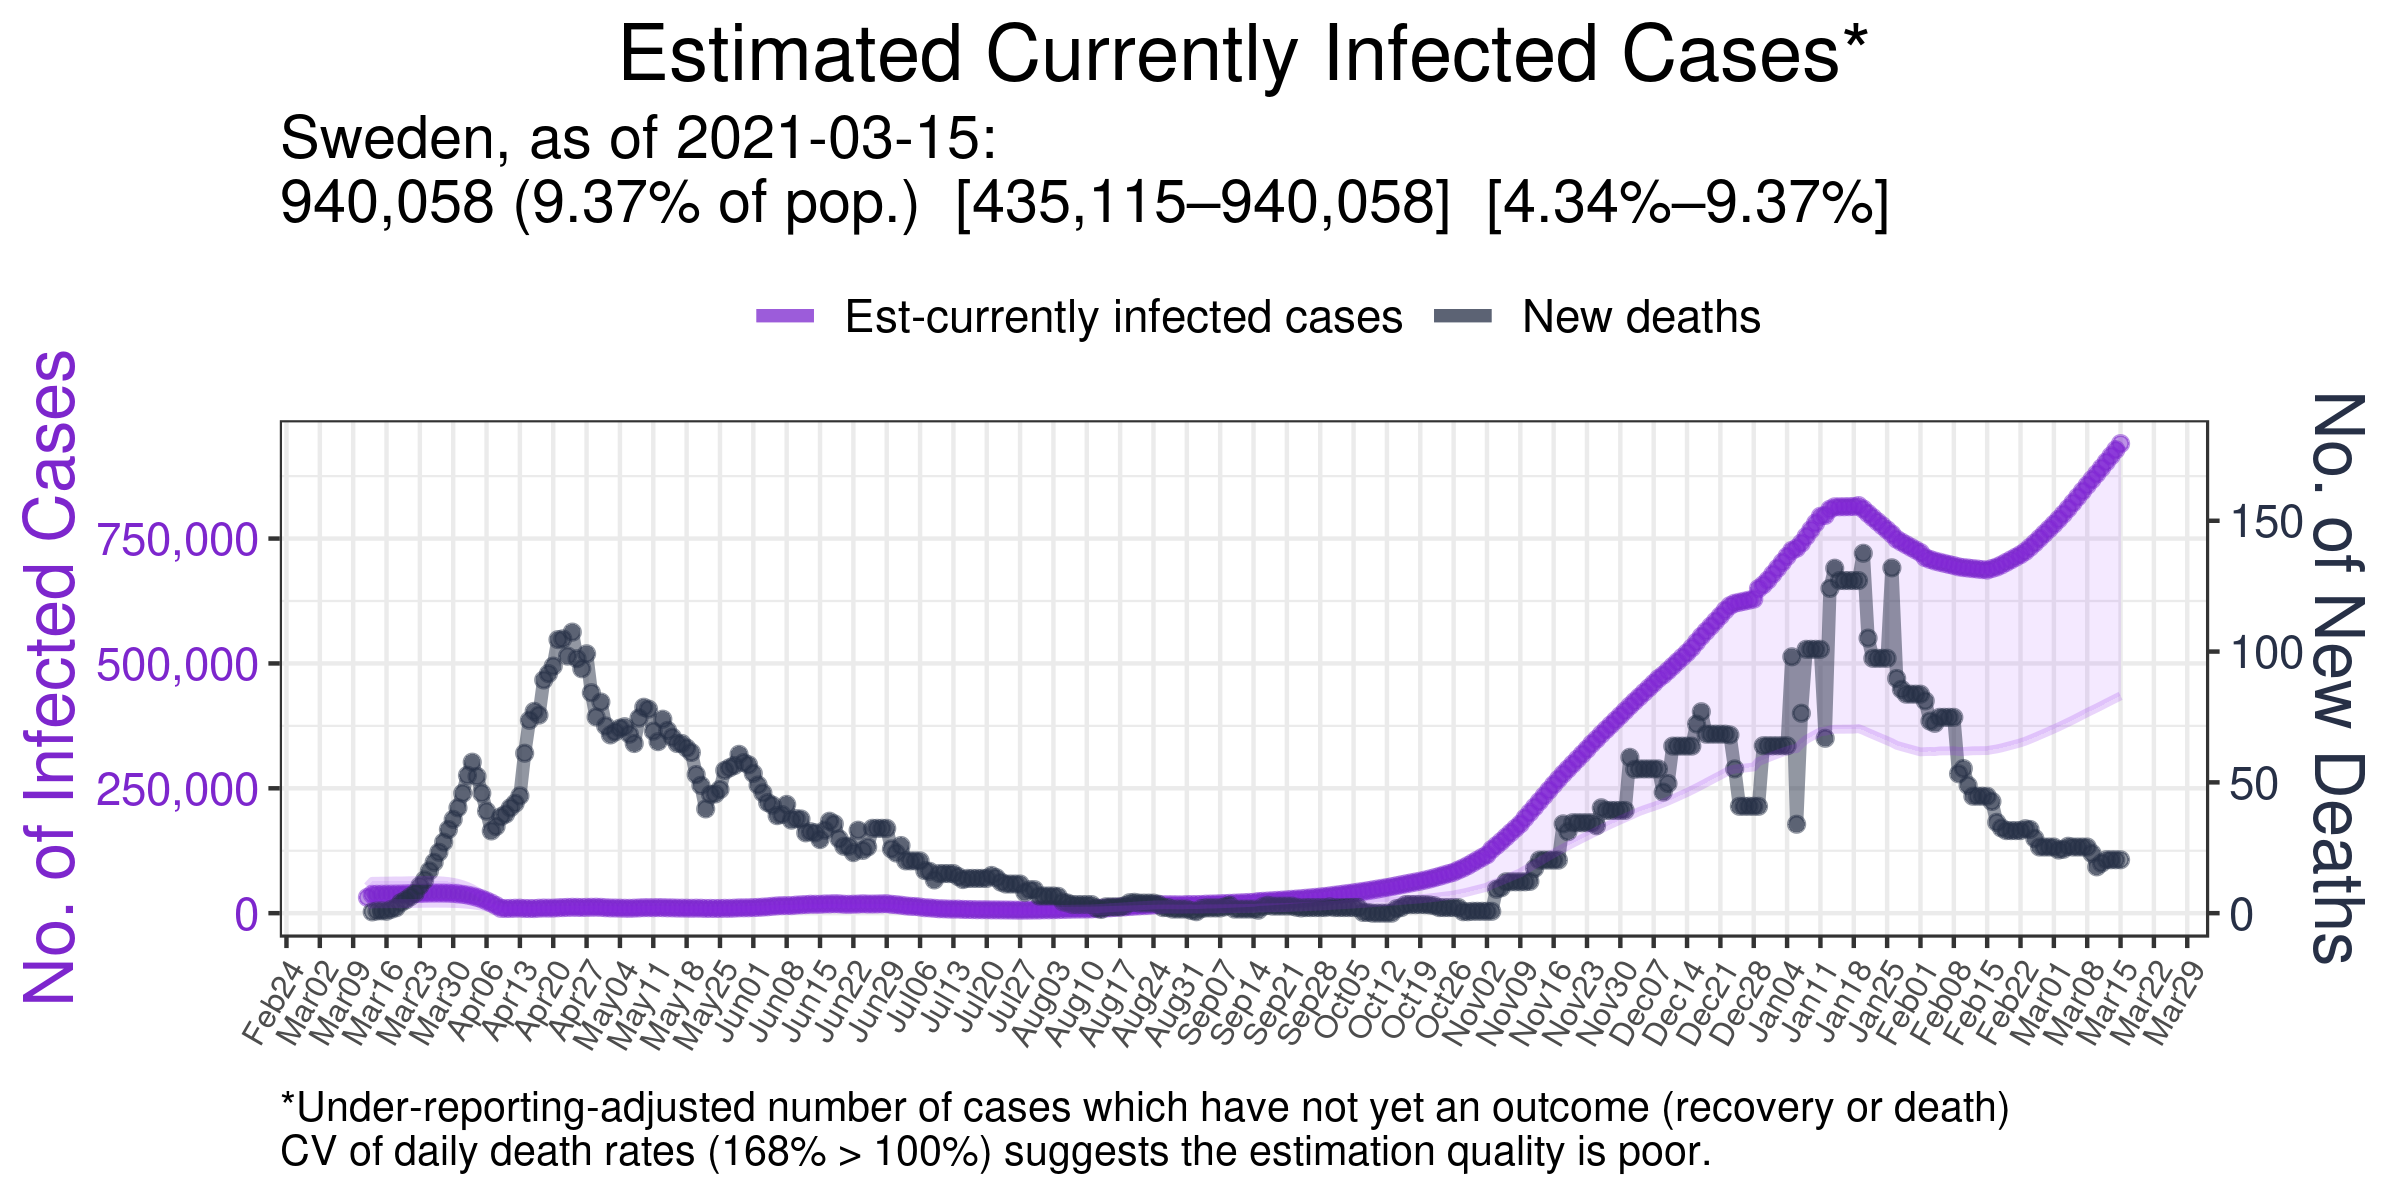 Estimated Currently Infected Cases*
Sweden, as of 2021-03-15:
940,058 (9.37% of pop.)  [435,115–940,058]  [4.34%–9.37%]
Est-currently infected cases
New deaths
No. of Infected Cases
750,000
500,000
250,000
0
150
100
50
0
No. of New Deaths
Feb24
Mar02
Mar09
Mar16
Mar23
Mar30
Apr06
Apr13
Apr20
Apr27
May04
May11
May18
May25
Jun01
Jun08
Jun15
Jun22
Jun29
Jul06
Jul13
Jul20
Jul27
Aug03
Aug10
Aug17
Aug24
Aug31
Sep07
Sep14
Sep21
Sep28
Oct05
Oct12
Oct19
Oct26
Nov02
Nov09
Nov16
Nov23
Nov30
Dec07
Dec14
Dec21
Dec28
Jan04
Jan11
Jan18
Jan25
Feb01
Feb08
Feb15
Feb22
Mar01
Mar08
Mar15
Mar22
Mar29
*Under-reporting-adjusted number of cases which have not yet an outcome (recovery or death)
CV of daily death rates (168% > 100%) suggests the estimation quality is poor.